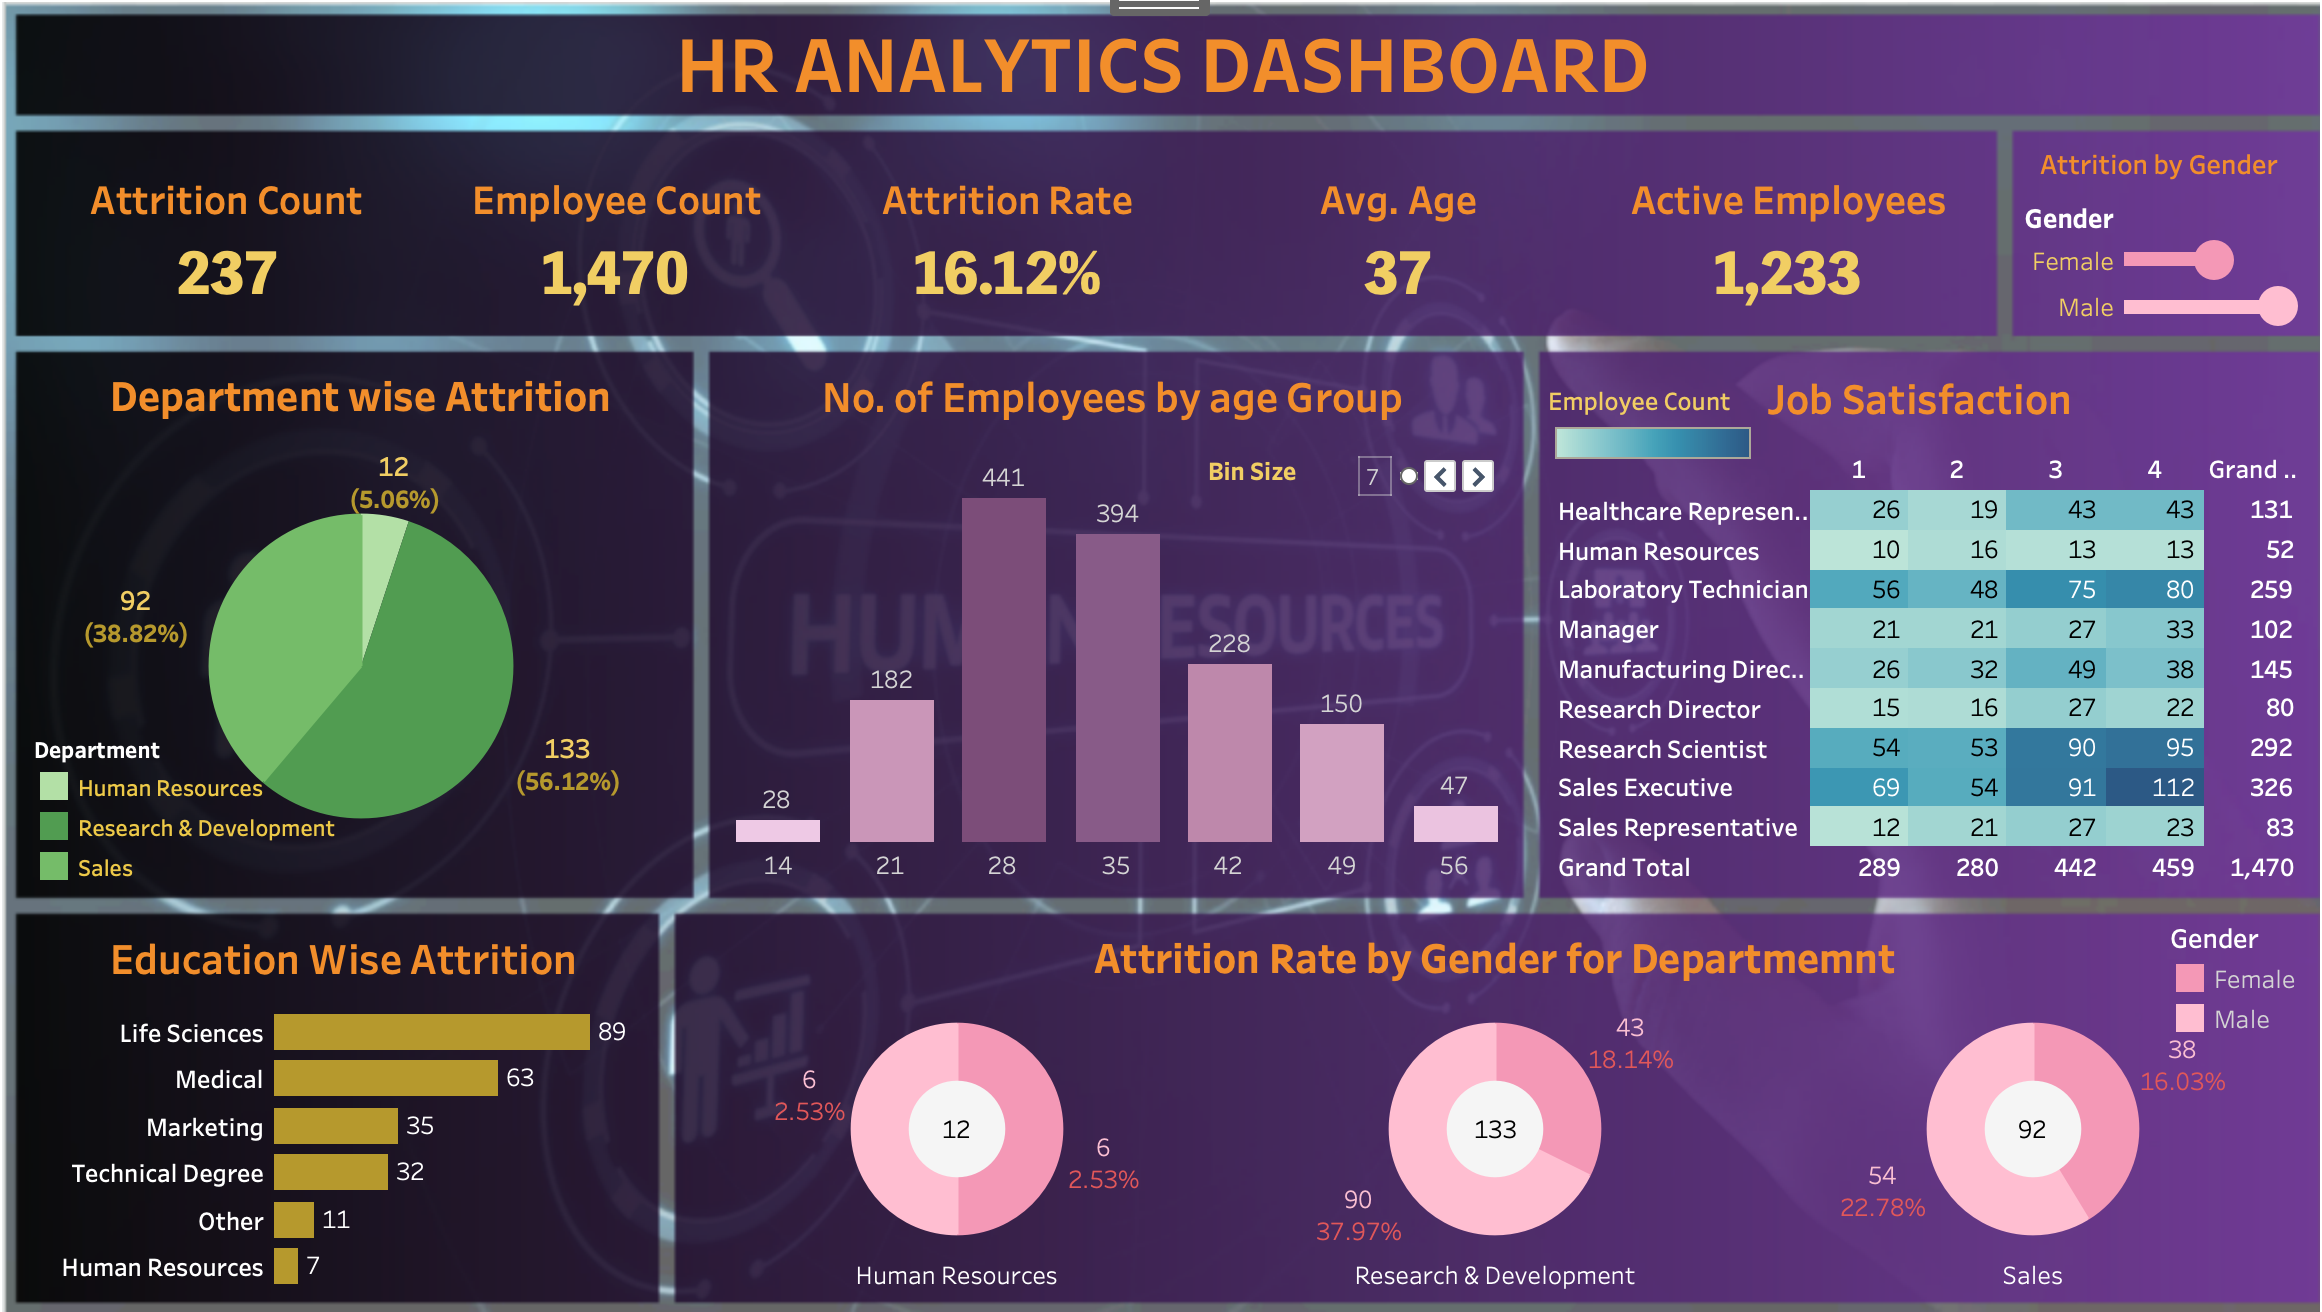 HR ANALYTICS DASHBOARD
Attrition Count
237
Employee Count
1,470
Attrition Rate
16.12%
Avg. Age
37
Active Employees
1,233
Attrition by Gender
Gender
Female
Male
Department wise Attrition
12
(5.06%)
92
(38.82%)
133
(56.12%)
Department
Human Resources
Research & Development
Sales
No. of Employees by age Group
Bin Size 7
28 182 441 394 228 150 47
14 21 28 35 42 49 56
HUMAN RESOURCES
Employee Count
Job Satisfaction
1 2 3 4 Grand ..
Healthcare Represen.. 26 19 43 43 131
Human Resources 10 16 13 13 52
Laboratory Technician 56 48 75 80 259
Manager 21 21 27 33 102
Manufacturing Direc.. 26 32 49 38 145
Research Director 15 16 27 22 80
Research Scientist 54 53 90 95 292
Sales Executive 69 54 91 112 326
Sales Representative 12 21 27 23 83
Grand Total 289 280 442 459 1,470
Education Wise Attrition
Life Sciences 89
Medical 63
Marketing 35
Technical Degree 32
Other 11
Human Resources 7
Attrition Rate by Gender for Departmemnt
Gender
Female
Male
6
2.53%
12
6
2.53%
Human Resources
43
18.14%
133
90
37.97%
Research & Development
38
16.03%
92
54
22.78%
Sales